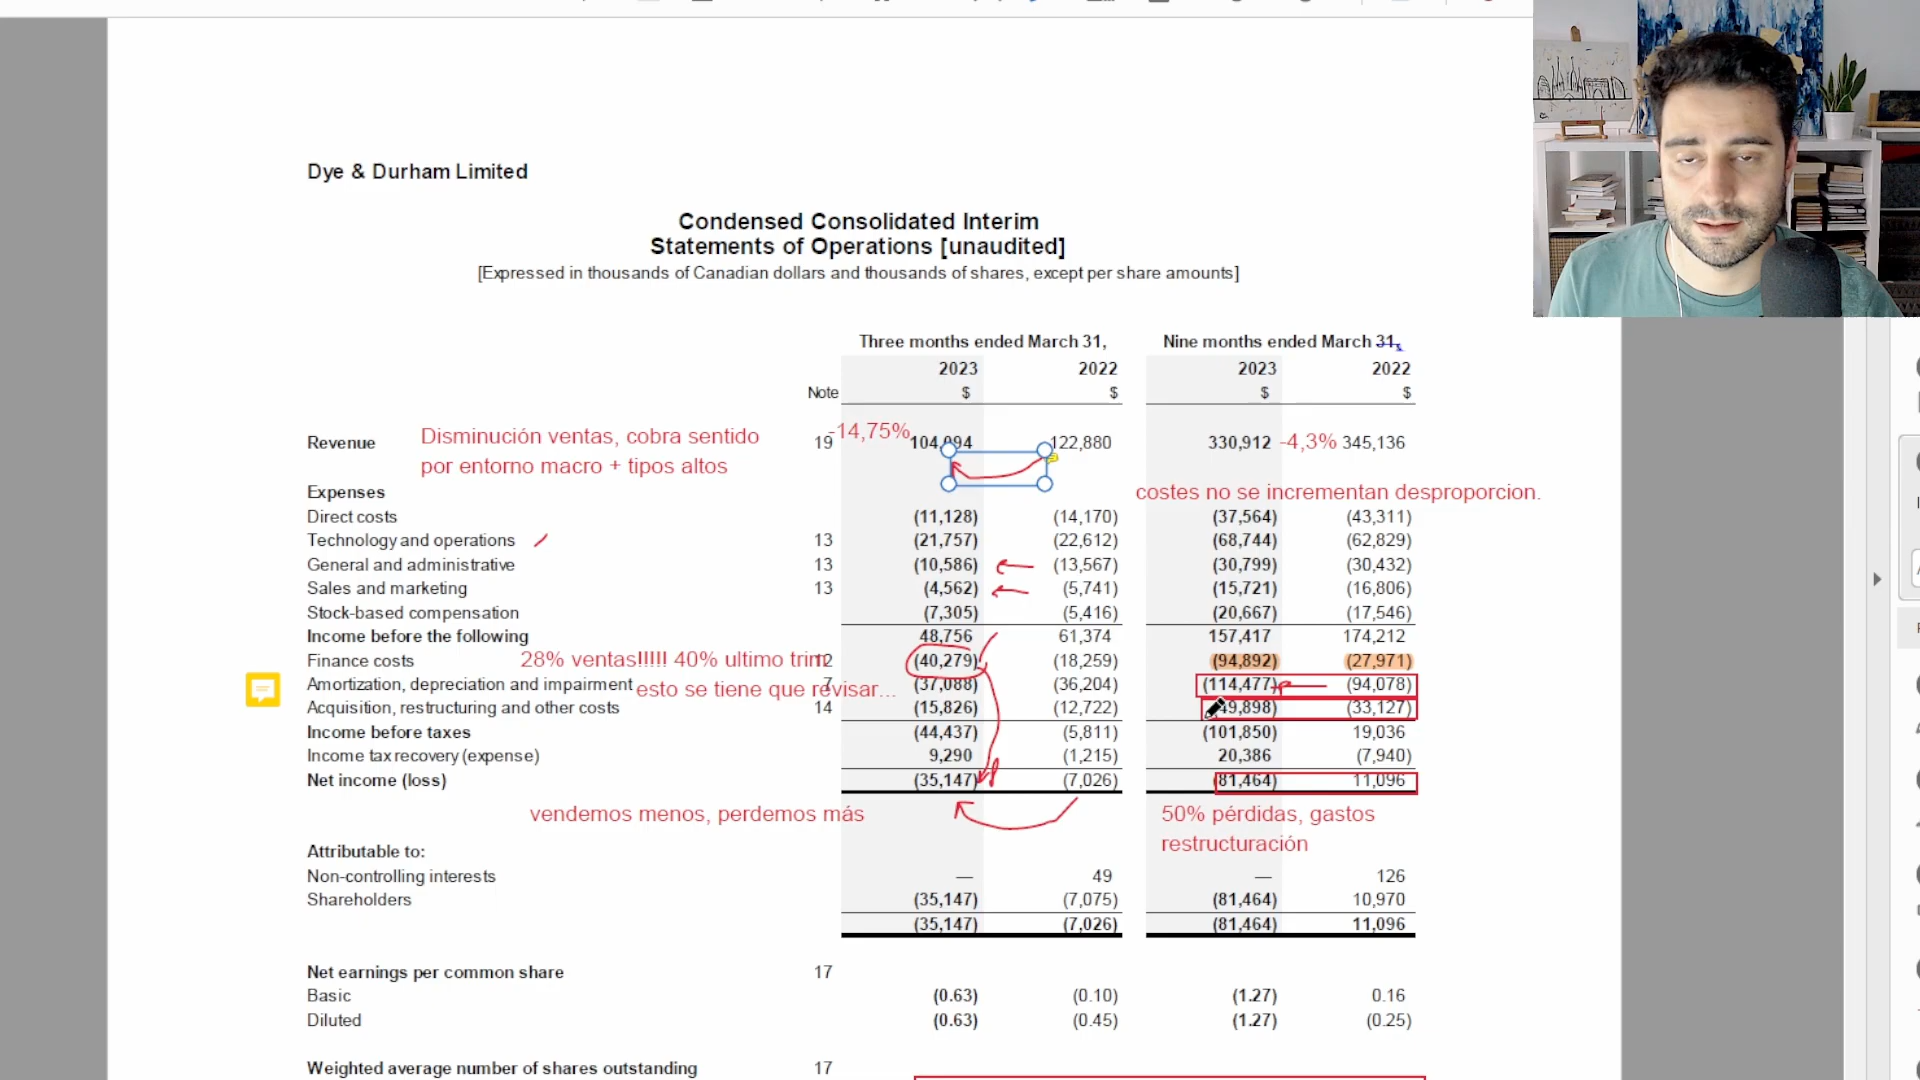 Dye & Durham Limited
Condensed Consolidated Interim
Statements of Operations [unaudited]
[Expressed in thousands of Canadian dollars and thousands of shares, except per share amounts]
Three months ended March 31, Nine months ended March 31,
2023 2022 2023 2022
Note $ $ $ $
Disminución ventas, cobra sentido
por entorno macro + tipos altos
-14,75%
Revenue 19 104,094 122,880 330,912 -4,3% 345,136
Expenses costes no se incrementan desproporcion.
Direct costs (11,128) (14,170) (37,564) (43,311)
Technology and operations 13 (21,757) (22,612) (68,744) (62,829)
General and administrative 13 (10,586) (13,567) (30,799) (30,432)
Sales and marketing 13 (4,562) (5,741) (15,721) (16,806)
Stock-based compensation (7,305) (5,416) (20,667) (17,546)
Income before the following 48,756 61,374 157,417 174,212
Finance costs 28% ventas!!!!! 40% ultimo trim 12 (40,279) (18,259) (94,892) (27,971)
Amortization, depreciation and impairment 7 (37,088) (36,204) (114,477) (94,078)
esto se tiene que revisar...
Acquisition, restructuring and other costs 14 (15,826) (12,722) 49,898) (33,127)
Income before taxes (44,437) (5,811) (101,850) 19,036
Income tax recovery (expense) 9,290 (1,215) 20,386 (7,940)
Net income (loss) (35,147) (7,026) (81,464) 11,096
vendemos menos, perdemos más
50% pérdidas, gastos
restructuración
Attributable to:
Non-controlling interests — 49 — 126
Shareholders (35,147) (7,075) (81,464) 10,970
(35,147) (7,026) (81,464) 11,096
Net earnings per common share 17
Basic (0.63) (0.10) (1.27) 0.16
Diluted (0.63) (0.45) (1.27) (0.25)
Weighted average number of shares outstanding 17